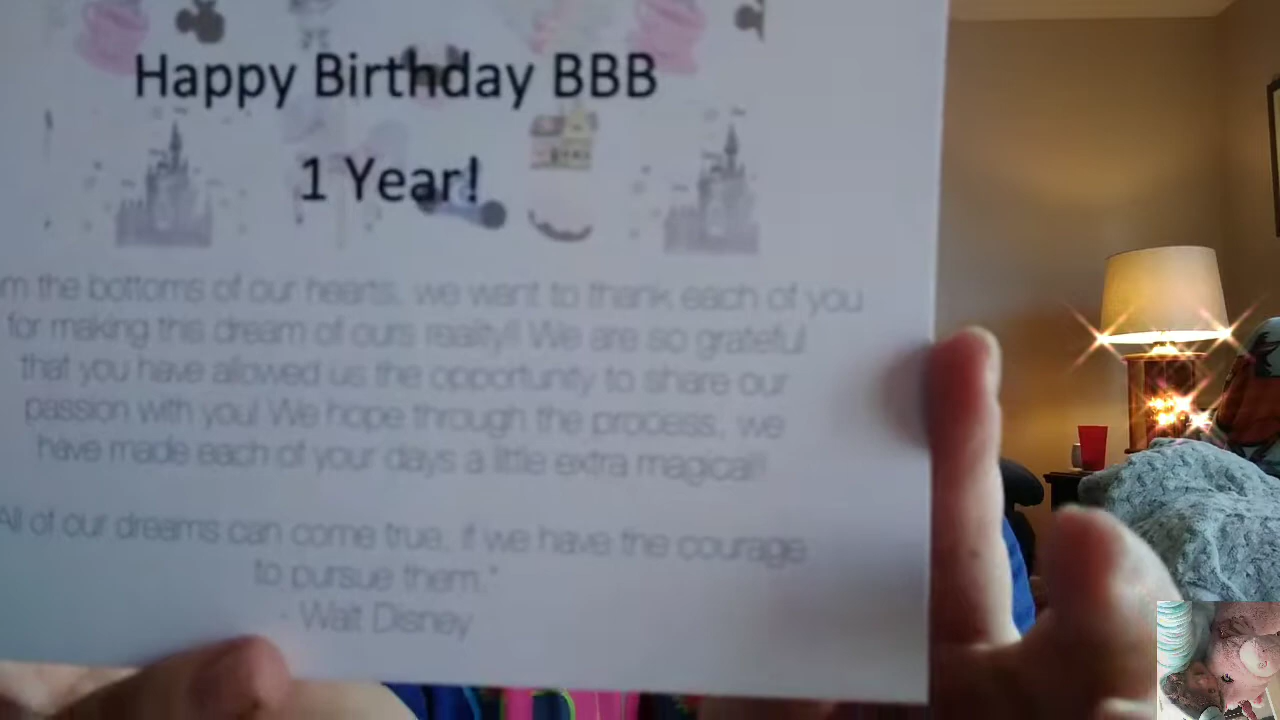 Happy Birthday BBB
1 Year!
m the bottoms of our hearts, we want to thank each of you
for making this dream of ours reality!! We are so grateful
that you have allowed us the opportunity to share our
passion with you! We hope through the process, we
have made each of your days a little extra magical!!
All of our dreams can come true, if we have the courage
to pursue them."
- Walt Disney